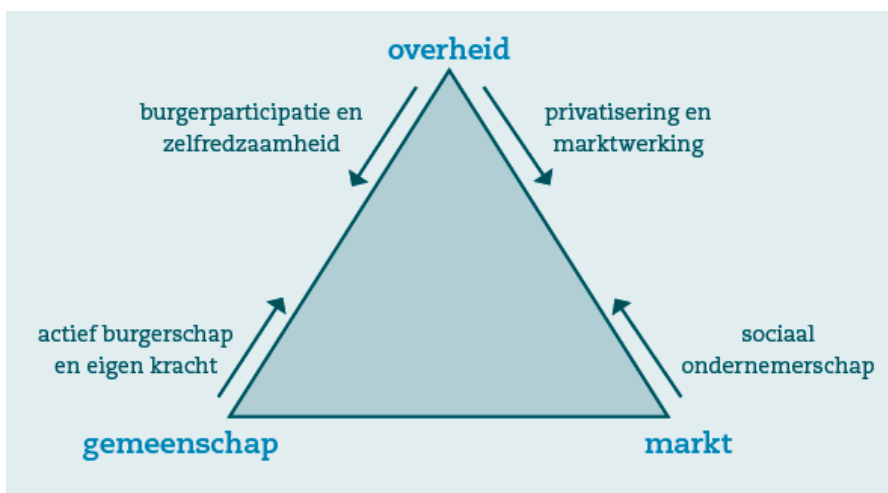 overheid
burgerparticipatie en
zelfredzaamheid
privatisering en
marktwerking
actief burgerschap
en eigen kracht
sociaal
ondernemerschap
gemeenschap
markt